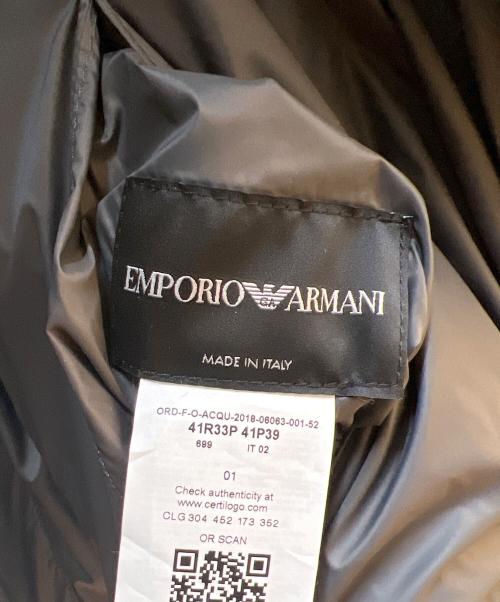 EMPORIO GA ARMANI
MADE IN ITALY
ORD-F-O-ACQU-2018-06063-001-52
41R33P 41P39
699 IT 02
01
Check authenticity at
www.certilogo.com
CLG 304 452 173 352
OR SCAN